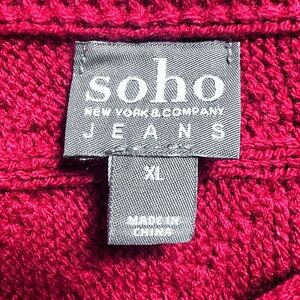 soho
NEW YORK & COMPANY
JEANS
XL
MADE IN
CHINA